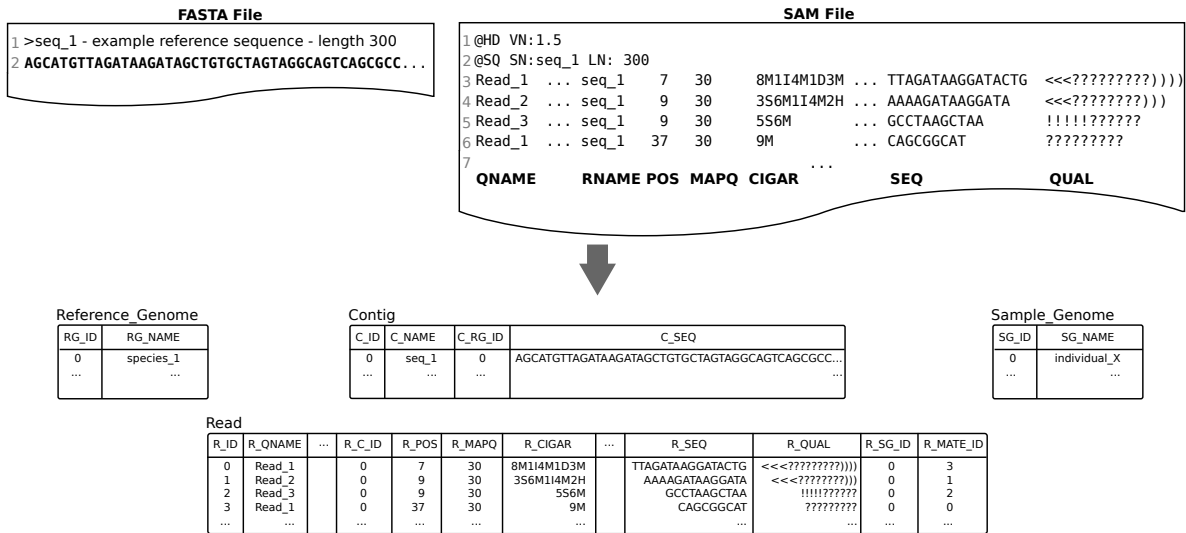 FASTA File
1 >seq_1 - example reference sequence - length 300
2 AGCATGTTAGATAAGATAGCTGTGCTAGTAGGCAGTCAGCGCC...
SAM File
1 @HD VN:1.5
2 @SQ SN:seq_1 LN: 300
3 Read_1 ... seq_1 7 30 8M1I4M1D3M ... TTAGATAAGGATACTG <<<?????????))))
4 Read_2 ... seq_1 9 30 3S6M1I4M2H ... AAAAGATAAGGATA <<<????????)))
5 Read_3 ... seq_1 9 30 5S6M ... GCCTAAGCTAA !!!!!??????
6 Read_1 ... seq_1 37 30 9M ... CAGCGGCAT ?????????
7 ...
QNAME RNAME POS MAPQ CIGAR SEQ QUAL
Reference_Genome
RG_ID RG_NAME
0 species_1
... ...
Contig
C_ID C_NAME C_RG_ID C_SEQ
0 seq_1 0 AGCATGTTAGATAAGATAGCTGTGCTAGTAGGCAGTCAGCGCC...
... ... ... ...
Sample_Genome
SG_ID SG_NAME
0 individual_X
... ...
Read
R_ID R_QNAME ... R_C_ID R_POS R_MAPQ R_CIGAR ... R_SEQ R_QUAL R_SG_ID R_MATE_ID
0 Read_1 0 7 30 8M1I4M1D3M TTAGATAAGGATACTG <<<?????????)))) 0 3
1 Read_2 0 9 30 3S6M1I4M2H AAAAGATAAGGATA <<<????????))) 0 1
2 Read_3 0 9 30 5S6M GCCTAAGCTAA !!!!!?????? 0 2
3 Read_1 0 37 30 9M CAGCGGCAT ????????? 0 0
... ... ... ... ... ... ... ... ... ...